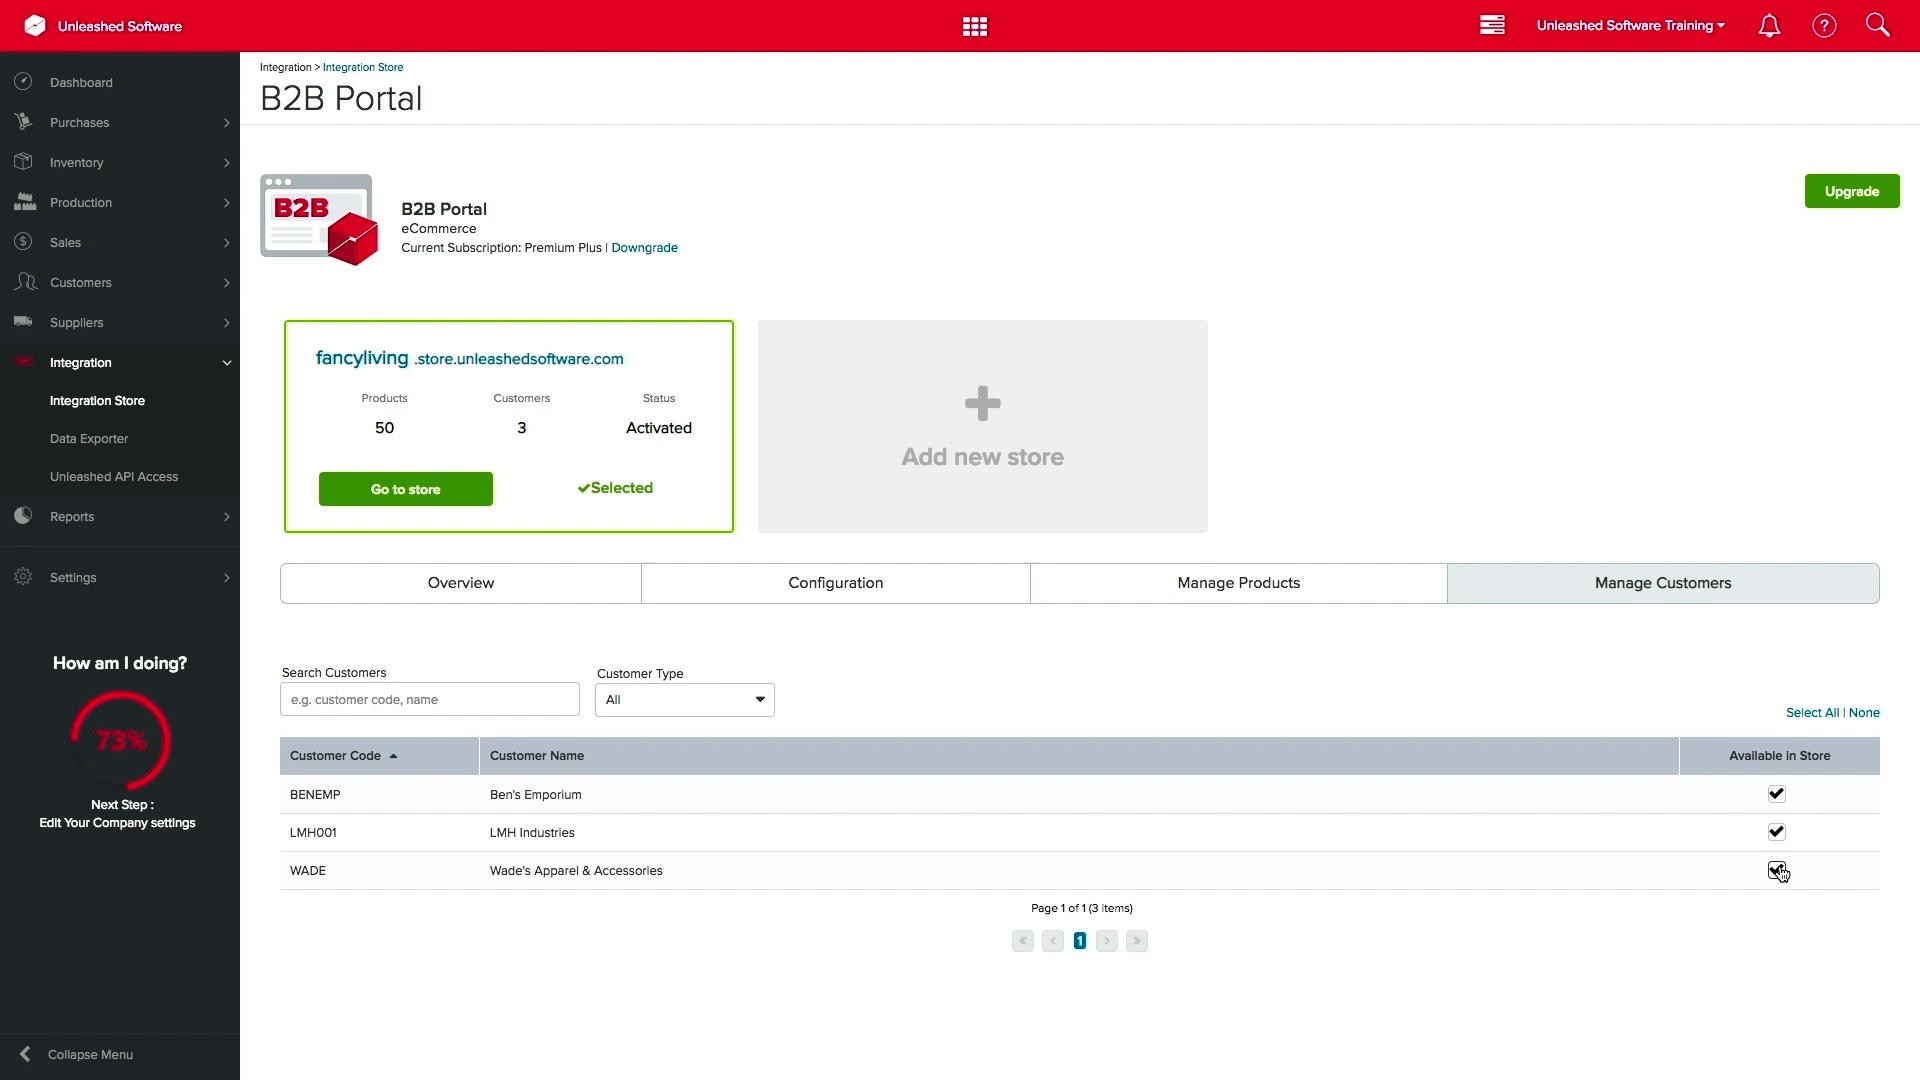 Unleashed Software
Unleashed Software Training
Dashboard
Purchases
Inventory
Production
Sales
Customers
Suppliers
Integration
Integration Store
Data Exporter
Unleashed API Access
Reports
Settings
How am I doing?
73%
Next Step :
Edit Your Company settings
Collapse Menu
Integration > Integration Store
B2B Portal
B2B
B2B Portal
eCommerce
Current Subscription: Premium Plus | Downgrade
Upgrade
fancyliving .store.unleashedsoftware.com
Products Customers Status
50 3 Activated
Go to store Selected
Add new store
Overview Configuration Manage Products Manage Customers
Search Customers Customer Type
e.g. customer code, name All
Select All | None
Customer Code Customer Name Available in Store
BENEMP Ben's Emporium
LMH001 LMH Industries
WADE Wade's Apparel & Accessories
Page 1 of 1 (3 items)
« < 1 > »